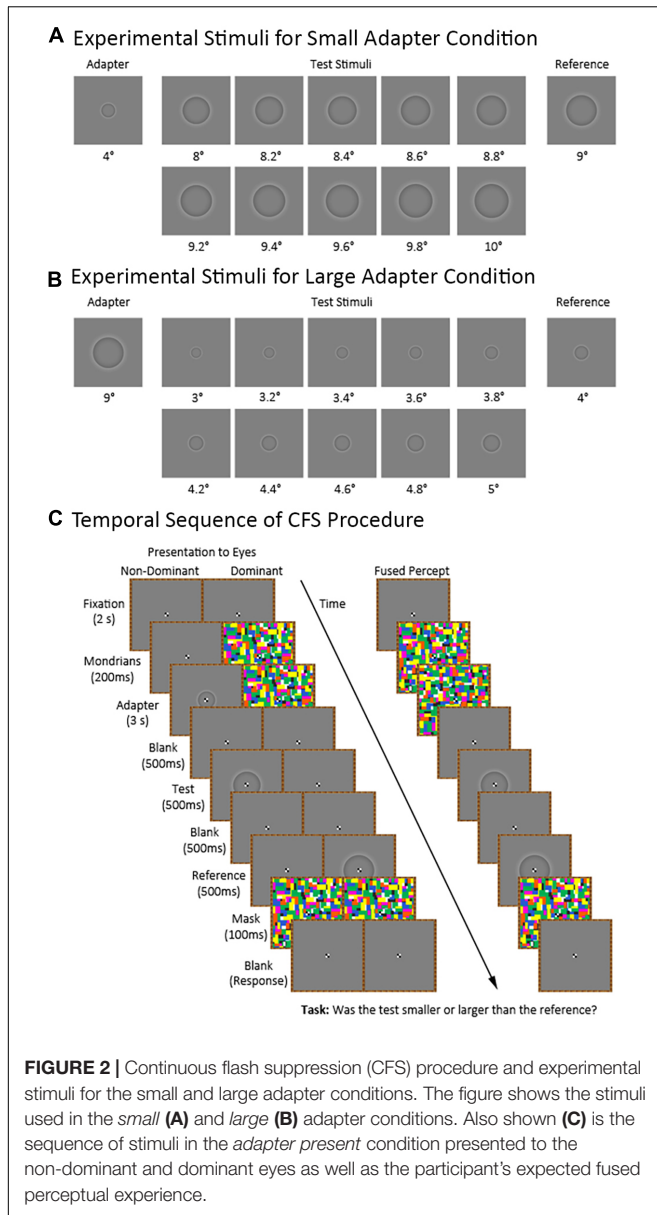 A Experimental Stimuli for Small Adapter Condition
Adapter Test Stimuli Reference
4° 8° 8.2° 8.4° 8.6° 8.8° 9°
9.2° 9.4° 9.6° 9.8° 10°
B Experimental Stimuli for Large Adapter Condition
Adapter Test Stimuli Reference
9° 3° 3.2° 3.4° 3.6° 3.8° 4°
4.2° 4.4° 4.6° 4.8° 5°
C Temporal Sequence of CFS Procedure
Presentation to Eyes
Non-Dominant Dominant Fused Percept
Time
Fixation
(2 s)
Mondrians
(200ms)
Adapter
(3 s)
Blank
(500ms)
Test
(500ms)
Blank
(500ms)
Reference
(500ms)
Mask
(100ms)
Blank
(Response)
Task: Was the test smaller or larger than the reference?
FIGURE 2 | Continuous flash suppression (CFS) procedure and experimental
stimuli for the small and large adapter conditions. The figure shows the stimuli
used in the small (A) and large (B) adapter conditions. Also shown (C) is the
sequence of stimuli in the adapter present condition presented to the
non-dominant and dominant eyes as well as the participant's expected fused
perceptual experience.